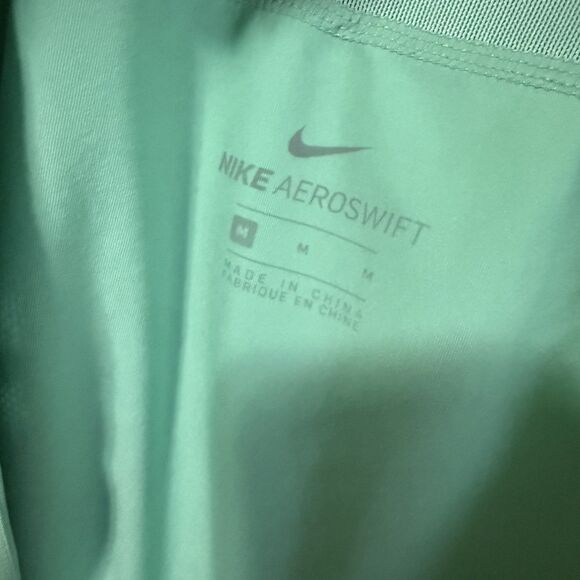 NIKE AEROSWIFT
M M M
MADE IN CHINA
FABRIQUE EN CHINE